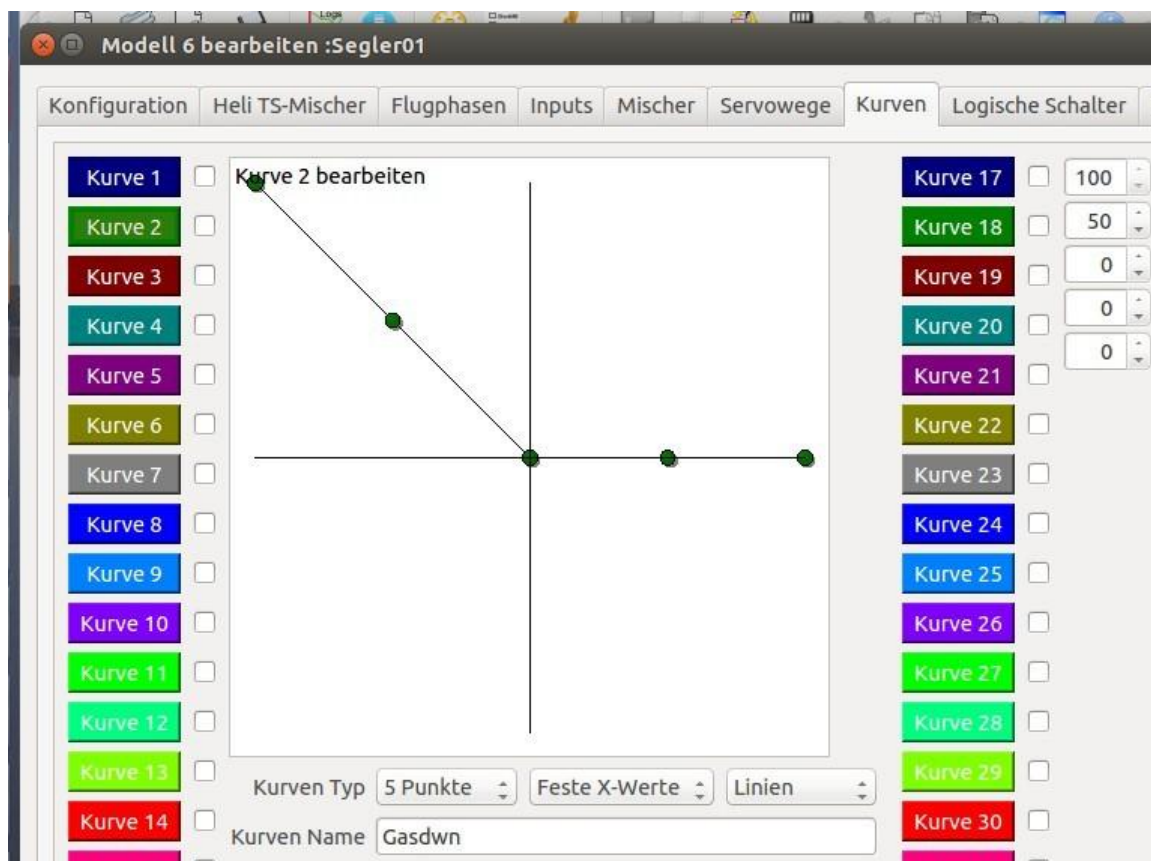 Modell 6 bearbeiten :Segler01
Konfiguration Heli TS-Mischer Flugphasen Inputs Mischer Servowege Kurven Logische Schalter
Kurve 1 Kurve 2 bearbeiten Kurve 17 100
Kurve 2 Kurve 18 50
Kurve 3 Kurve 19 0
Kurve 4 Kurve 20 0
Kurve 5 Kurve 21 0
Kurve 6 Kurve 22
Kurve 7 Kurve 23
Kurve 8 Kurve 24
Kurve 9 Kurve 25
Kurve 10 Kurve 26
Kurve 11 Kurve 27
Kurve 12 Kurve 28
Kurve 13 Kurve 29
Kurven Typ 5 Punkte Feste X-Werte Linien
Kurve 14 Kurve 30
Kurven Name Gasdwn